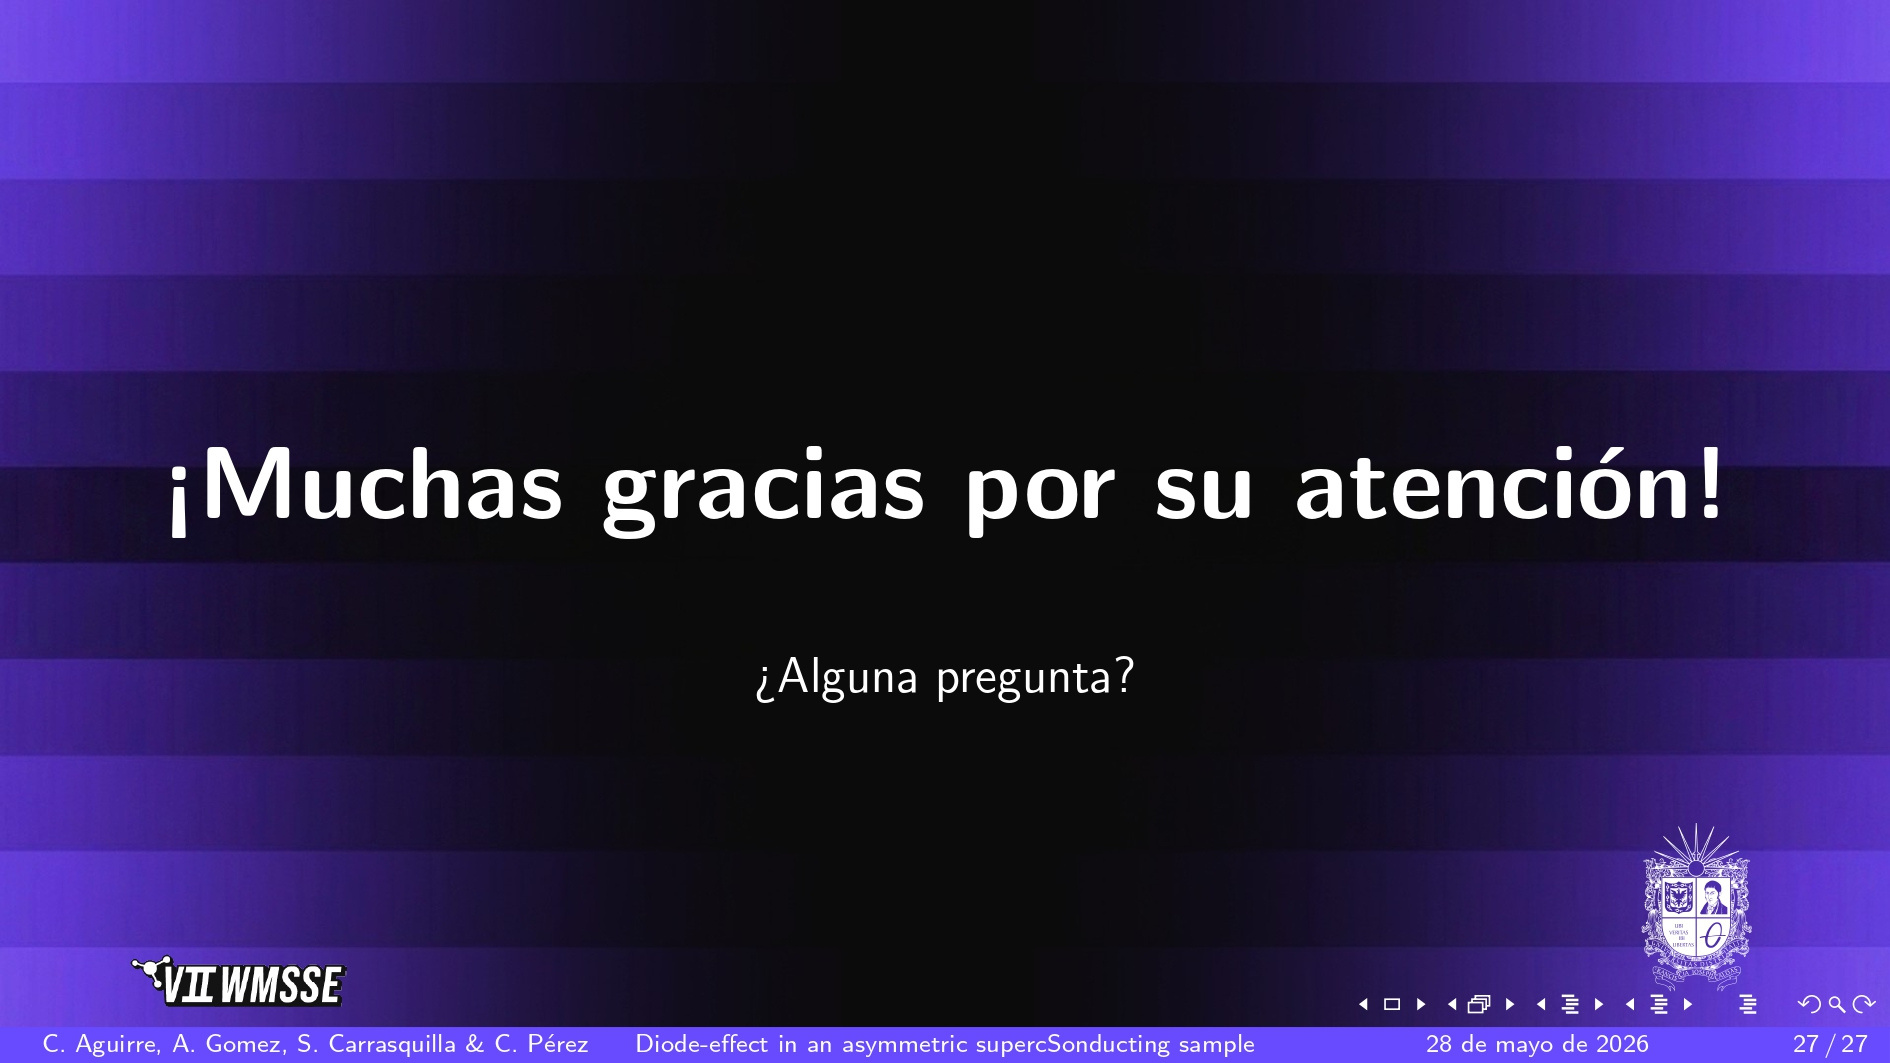 ¡Muchas gracias por su atención!
¿Alguna pregunta?
VII WMSSE
C. Aguirre, A. Gomez, S. Carrasquilla & C. Pérez
Diode-effect in an asymmetric supercSonducting sample
28 de mayo de 2026
27 / 27